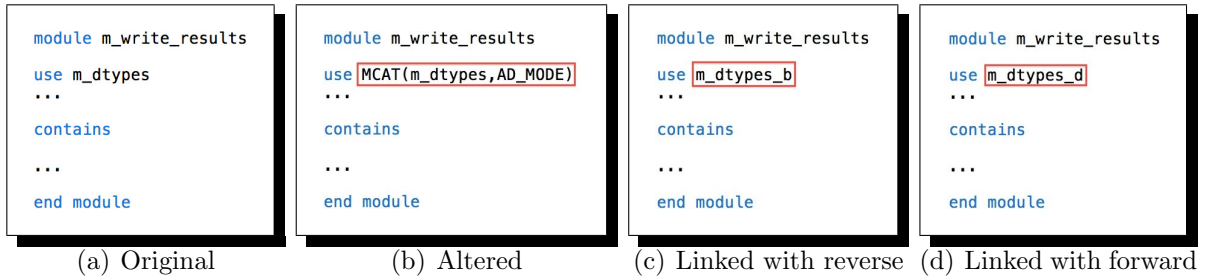 module m_write_results
use m_dtypes
...
contains
...
end module
(a) Original
module m_write_results
use MCAT(m_dtypes,AD_MODE)
...
contains
...
end module
(b) Altered
module m_write_results
use m_dtypes_b
...
contains
...
end module
(c) Linked with reverse
module m_write_results
use m_dtypes_d
...
contains
...
end module
(d) Linked with forward